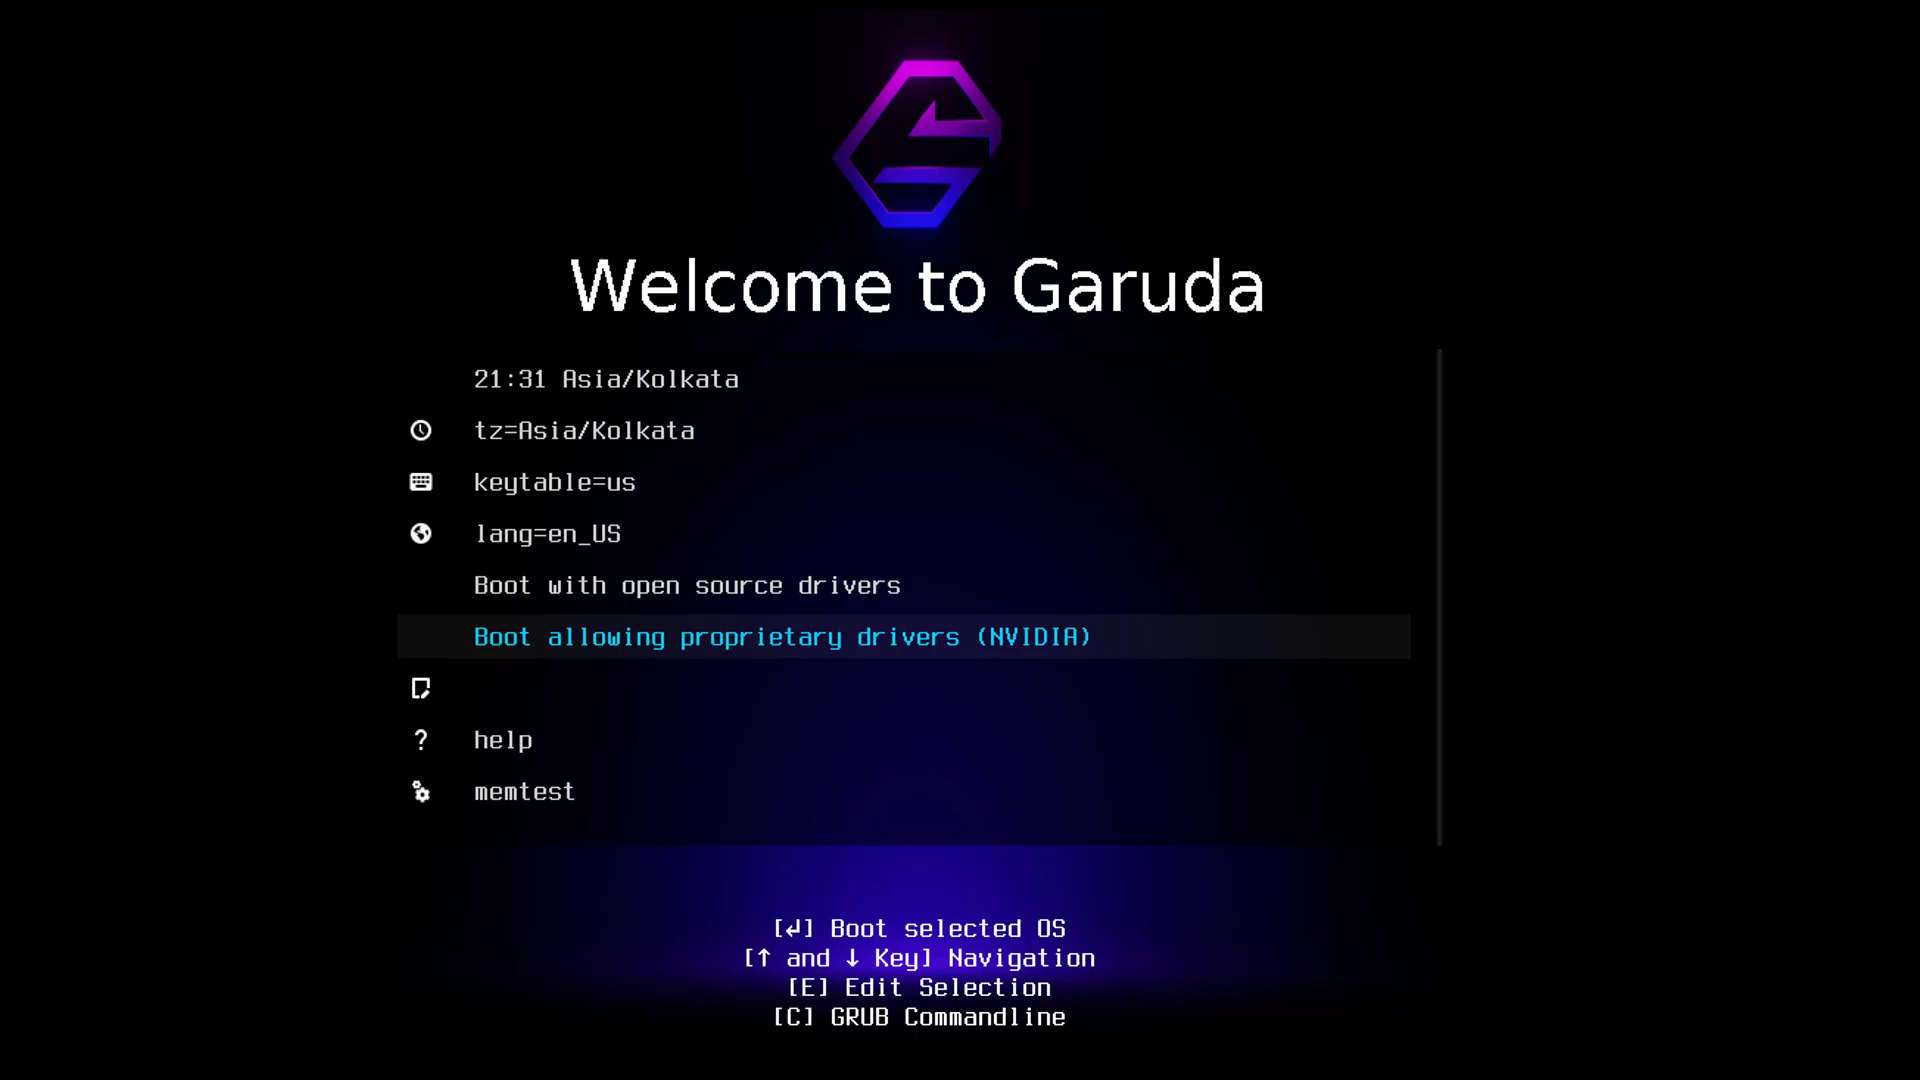 Welcome to Garuda
21:31 Asia/Kolkata
tz=Asia/Kolkata
keytable=us
lang=en_US
Boot with open source drivers
Boot allowing proprietary drivers (NVIDIA)
? help
memtest
[↲] Boot selected OS
[↑ and ↓ Key] Navigation
[E] Edit Selection
[C] GRUB Commandline